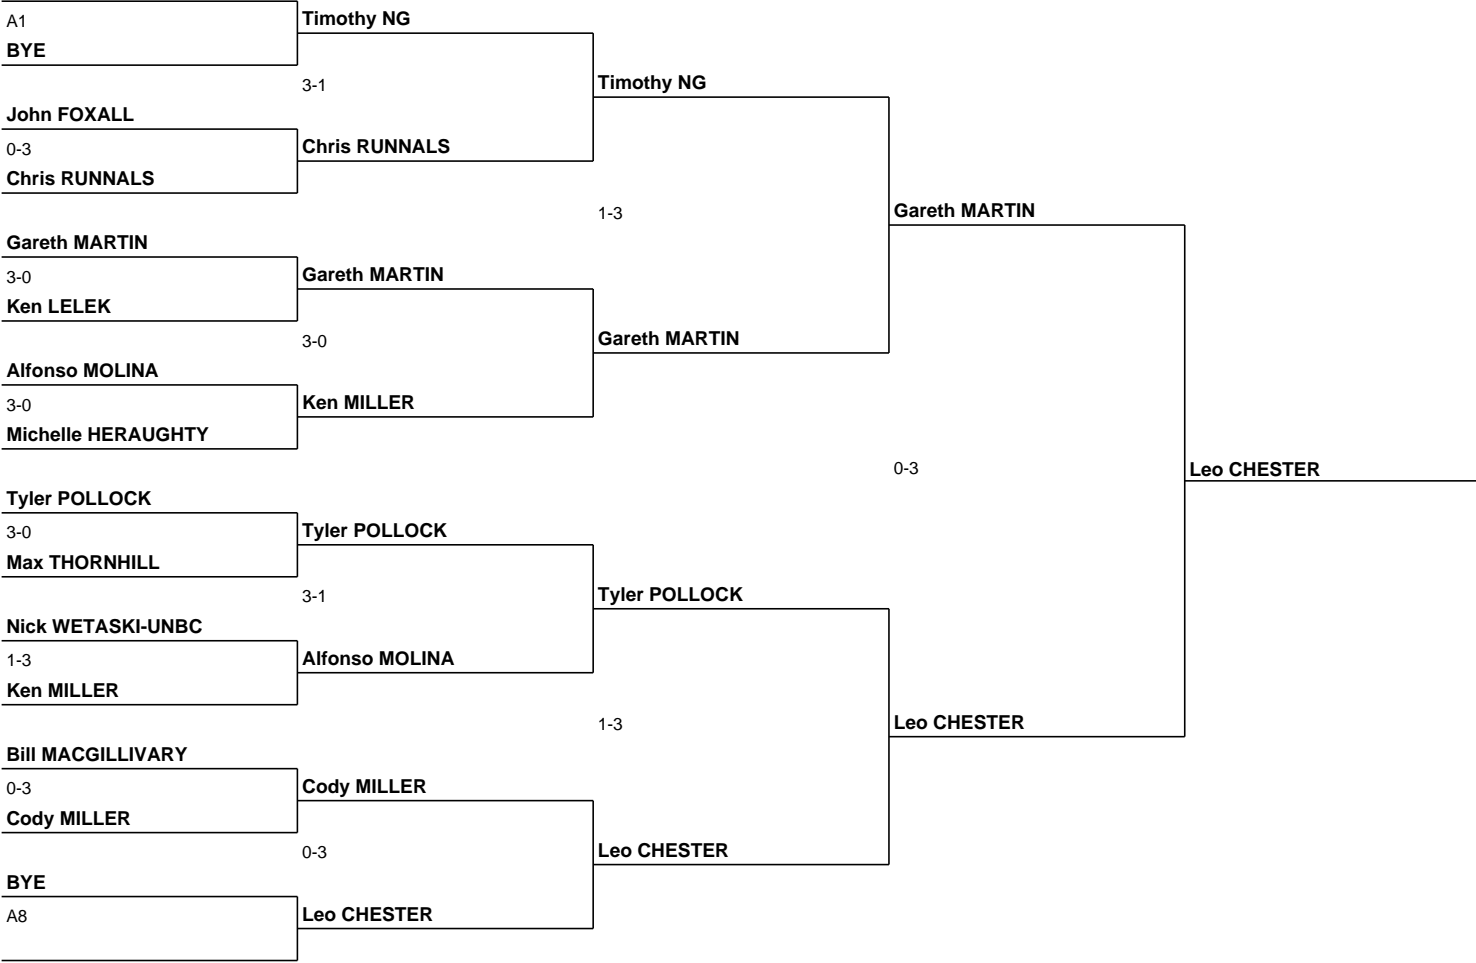 A1
BYE
John FOXALL
0-3
Chris RUNNALS
Gareth MARTIN
3-0
Ken LELEK
Alfonso MOLINA
3-0
Michelle HERAUGHTY
Tyler POLLOCK
3-0
Max THORNHILL
Nick WETASKI-UNBC
1-3
Ken MILLER
Bill MACGILLIVARY
0-3
Cody MILLER
BYE
A8
Timothy NG
3-1
Chris RUNNALS
Gareth MARTIN
3-0
Ken MILLER
Tyler POLLOCK
3-1
Alfonso MOLINA
Cody MILLER
0-3
Leo CHESTER
Timothy NG
1-3
Gareth MARTIN
Tyler POLLOCK
1-3
Leo CHESTER
Gareth MARTIN
0-3
Leo CHESTER
Leo CHESTER